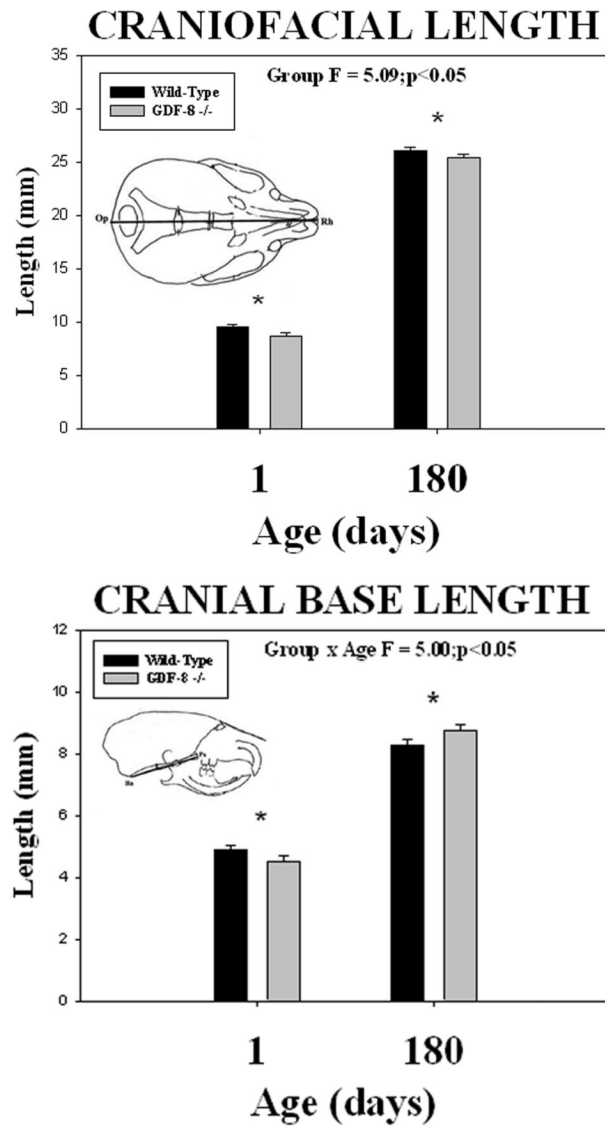 CRANIOFACIAL LENGTH
35
30
25
20
15
10
5
0
Length (mm)
Wild-Type
GDF-8 -/-
Group F = 5.09;p<0.05
Op
Rh
*
*
1
180
Age (days)
CRANIAL BASE LENGTH
12
10
8
6
4
2
0
Length (mm)
Wild-Type
GDF-8 -/-
Group x Age F = 5.00;p<0.05
Ba
*
*
1
180
Age (days)